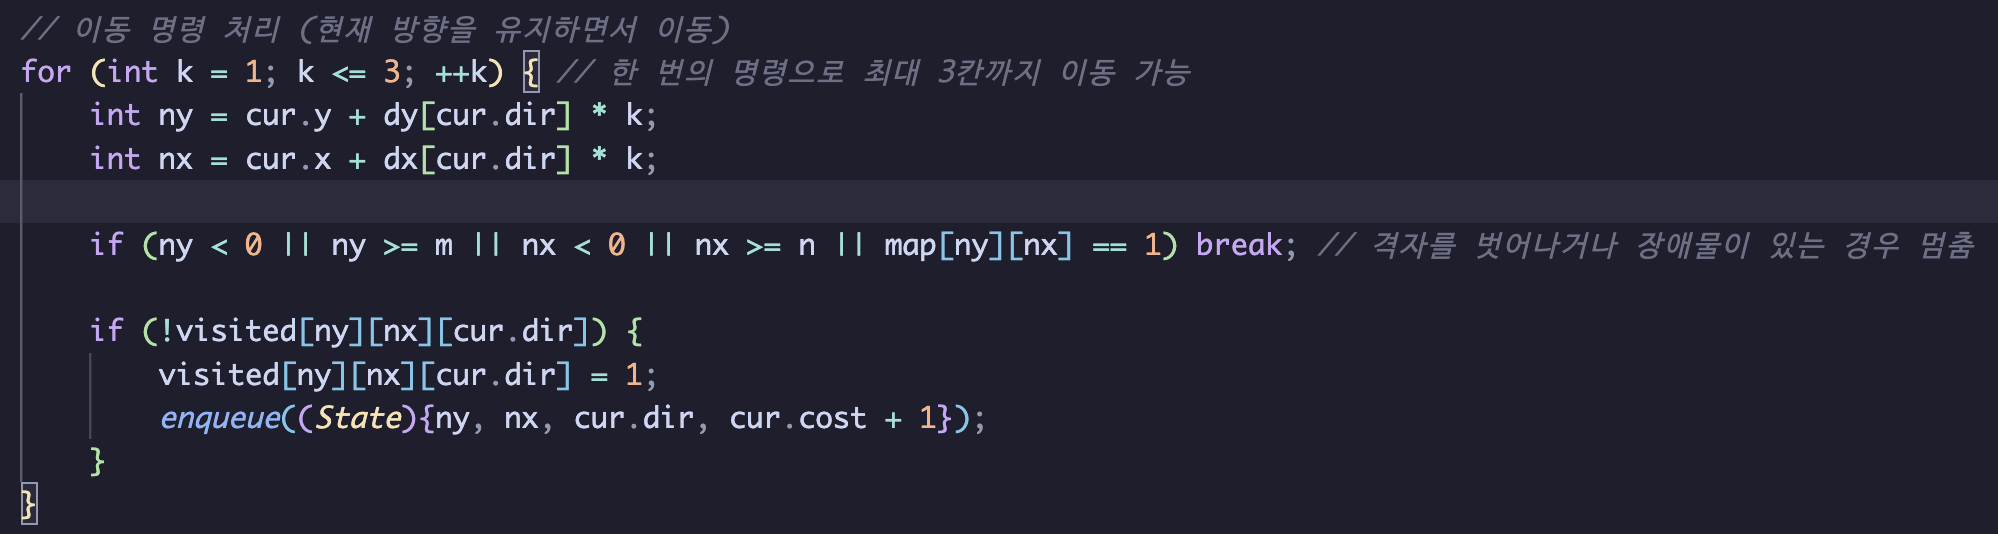 // 이동 명령 처리 (현재 방향을 유지하면서 이동)
for (int k = 1; k <= 3; ++k) { // 한 번의 명령으로 최대 3칸까지 이동 가능
    int ny = cur.y + dy[cur.dir] * k;
    int nx = cur.x + dx[cur.dir] * k;

    if (ny < 0 || ny >= m || nx < 0 || nx >= n || map[ny][nx] == 1) break; // 격자를 벗어나거나 장애물이 있는 경우 멈춤

    if (!visited[ny][nx][cur.dir]) {
        visited[ny][nx][cur.dir] = 1;
        enqueue((State){ny, nx, cur.dir, cur.cost + 1});
    }
}